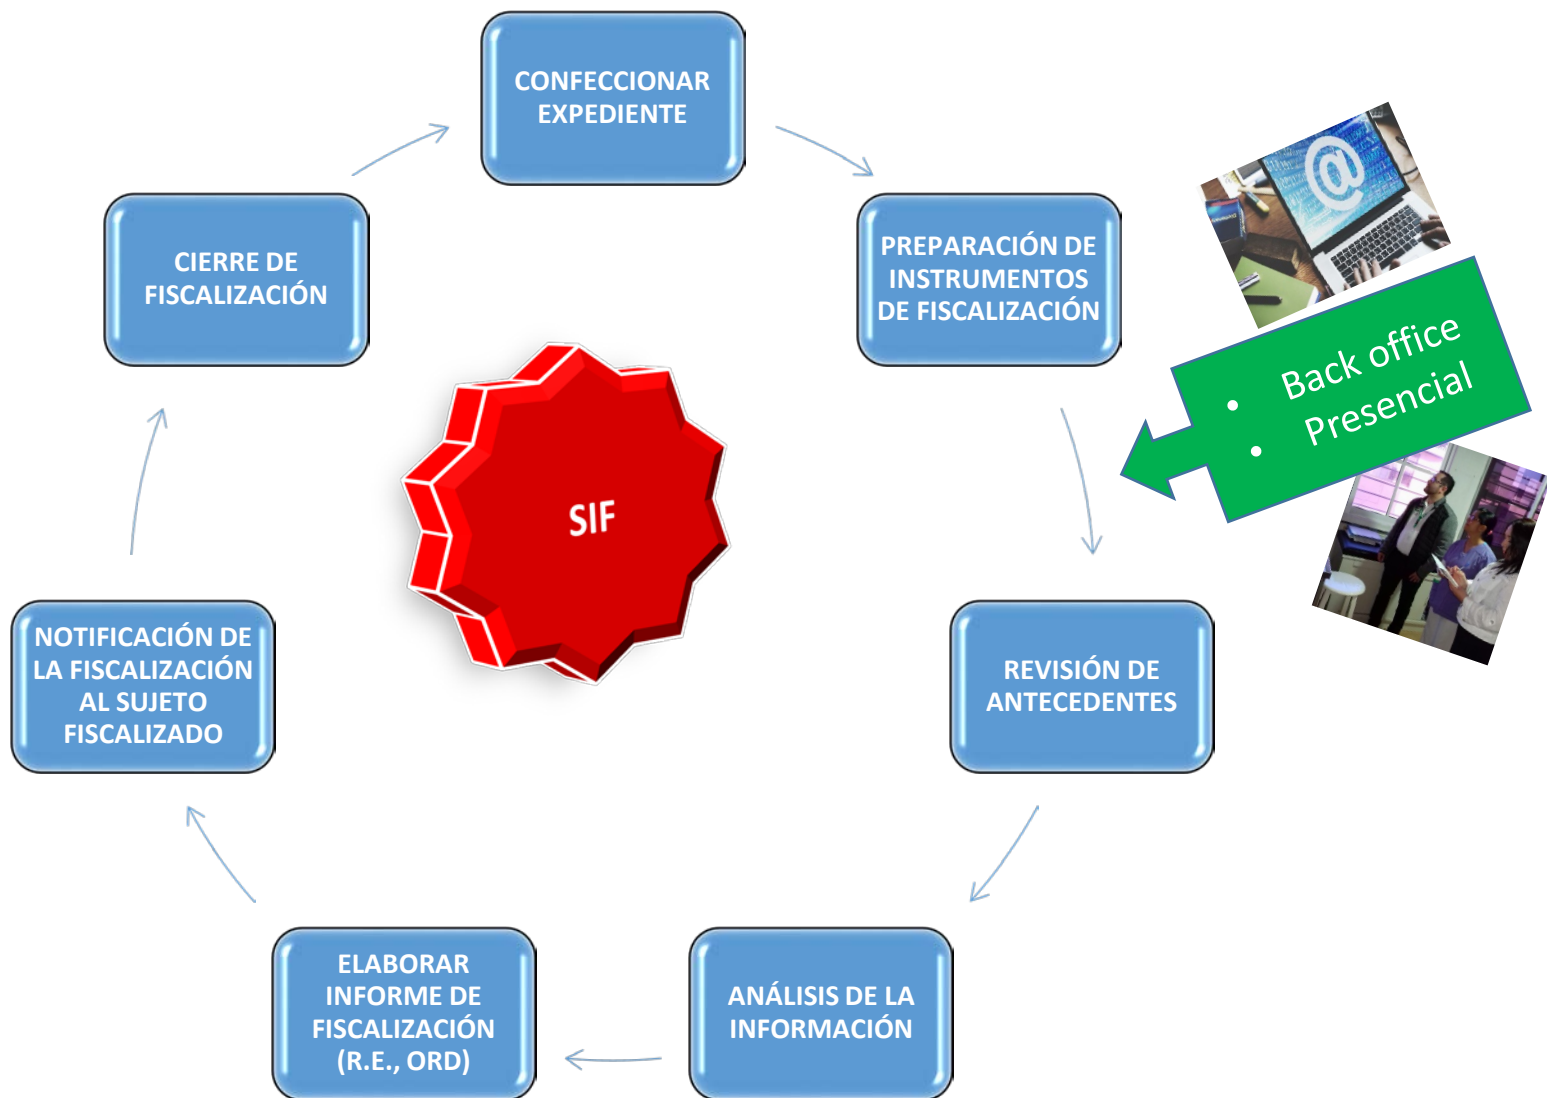 CONFECCIONAR
EXPEDIENTE
PREPARACIÓN DE
INSTRUMENTOS
DE FISCALIZACIÓN
@
• Back office
• Presencial
REVISIÓN DE
ANTECEDENTES
ANÁLISIS DE LA
INFORMACIÓN
ELABORAR
INFORME DE
FISCALIZACIÓN
(R.E., ORD)
NOTIFICACIÓN DE
LA FISCALIZACIÓN
AL SUJETO
FISCALIZADO
CIERRE DE
FISCALIZACIÓN
SIF